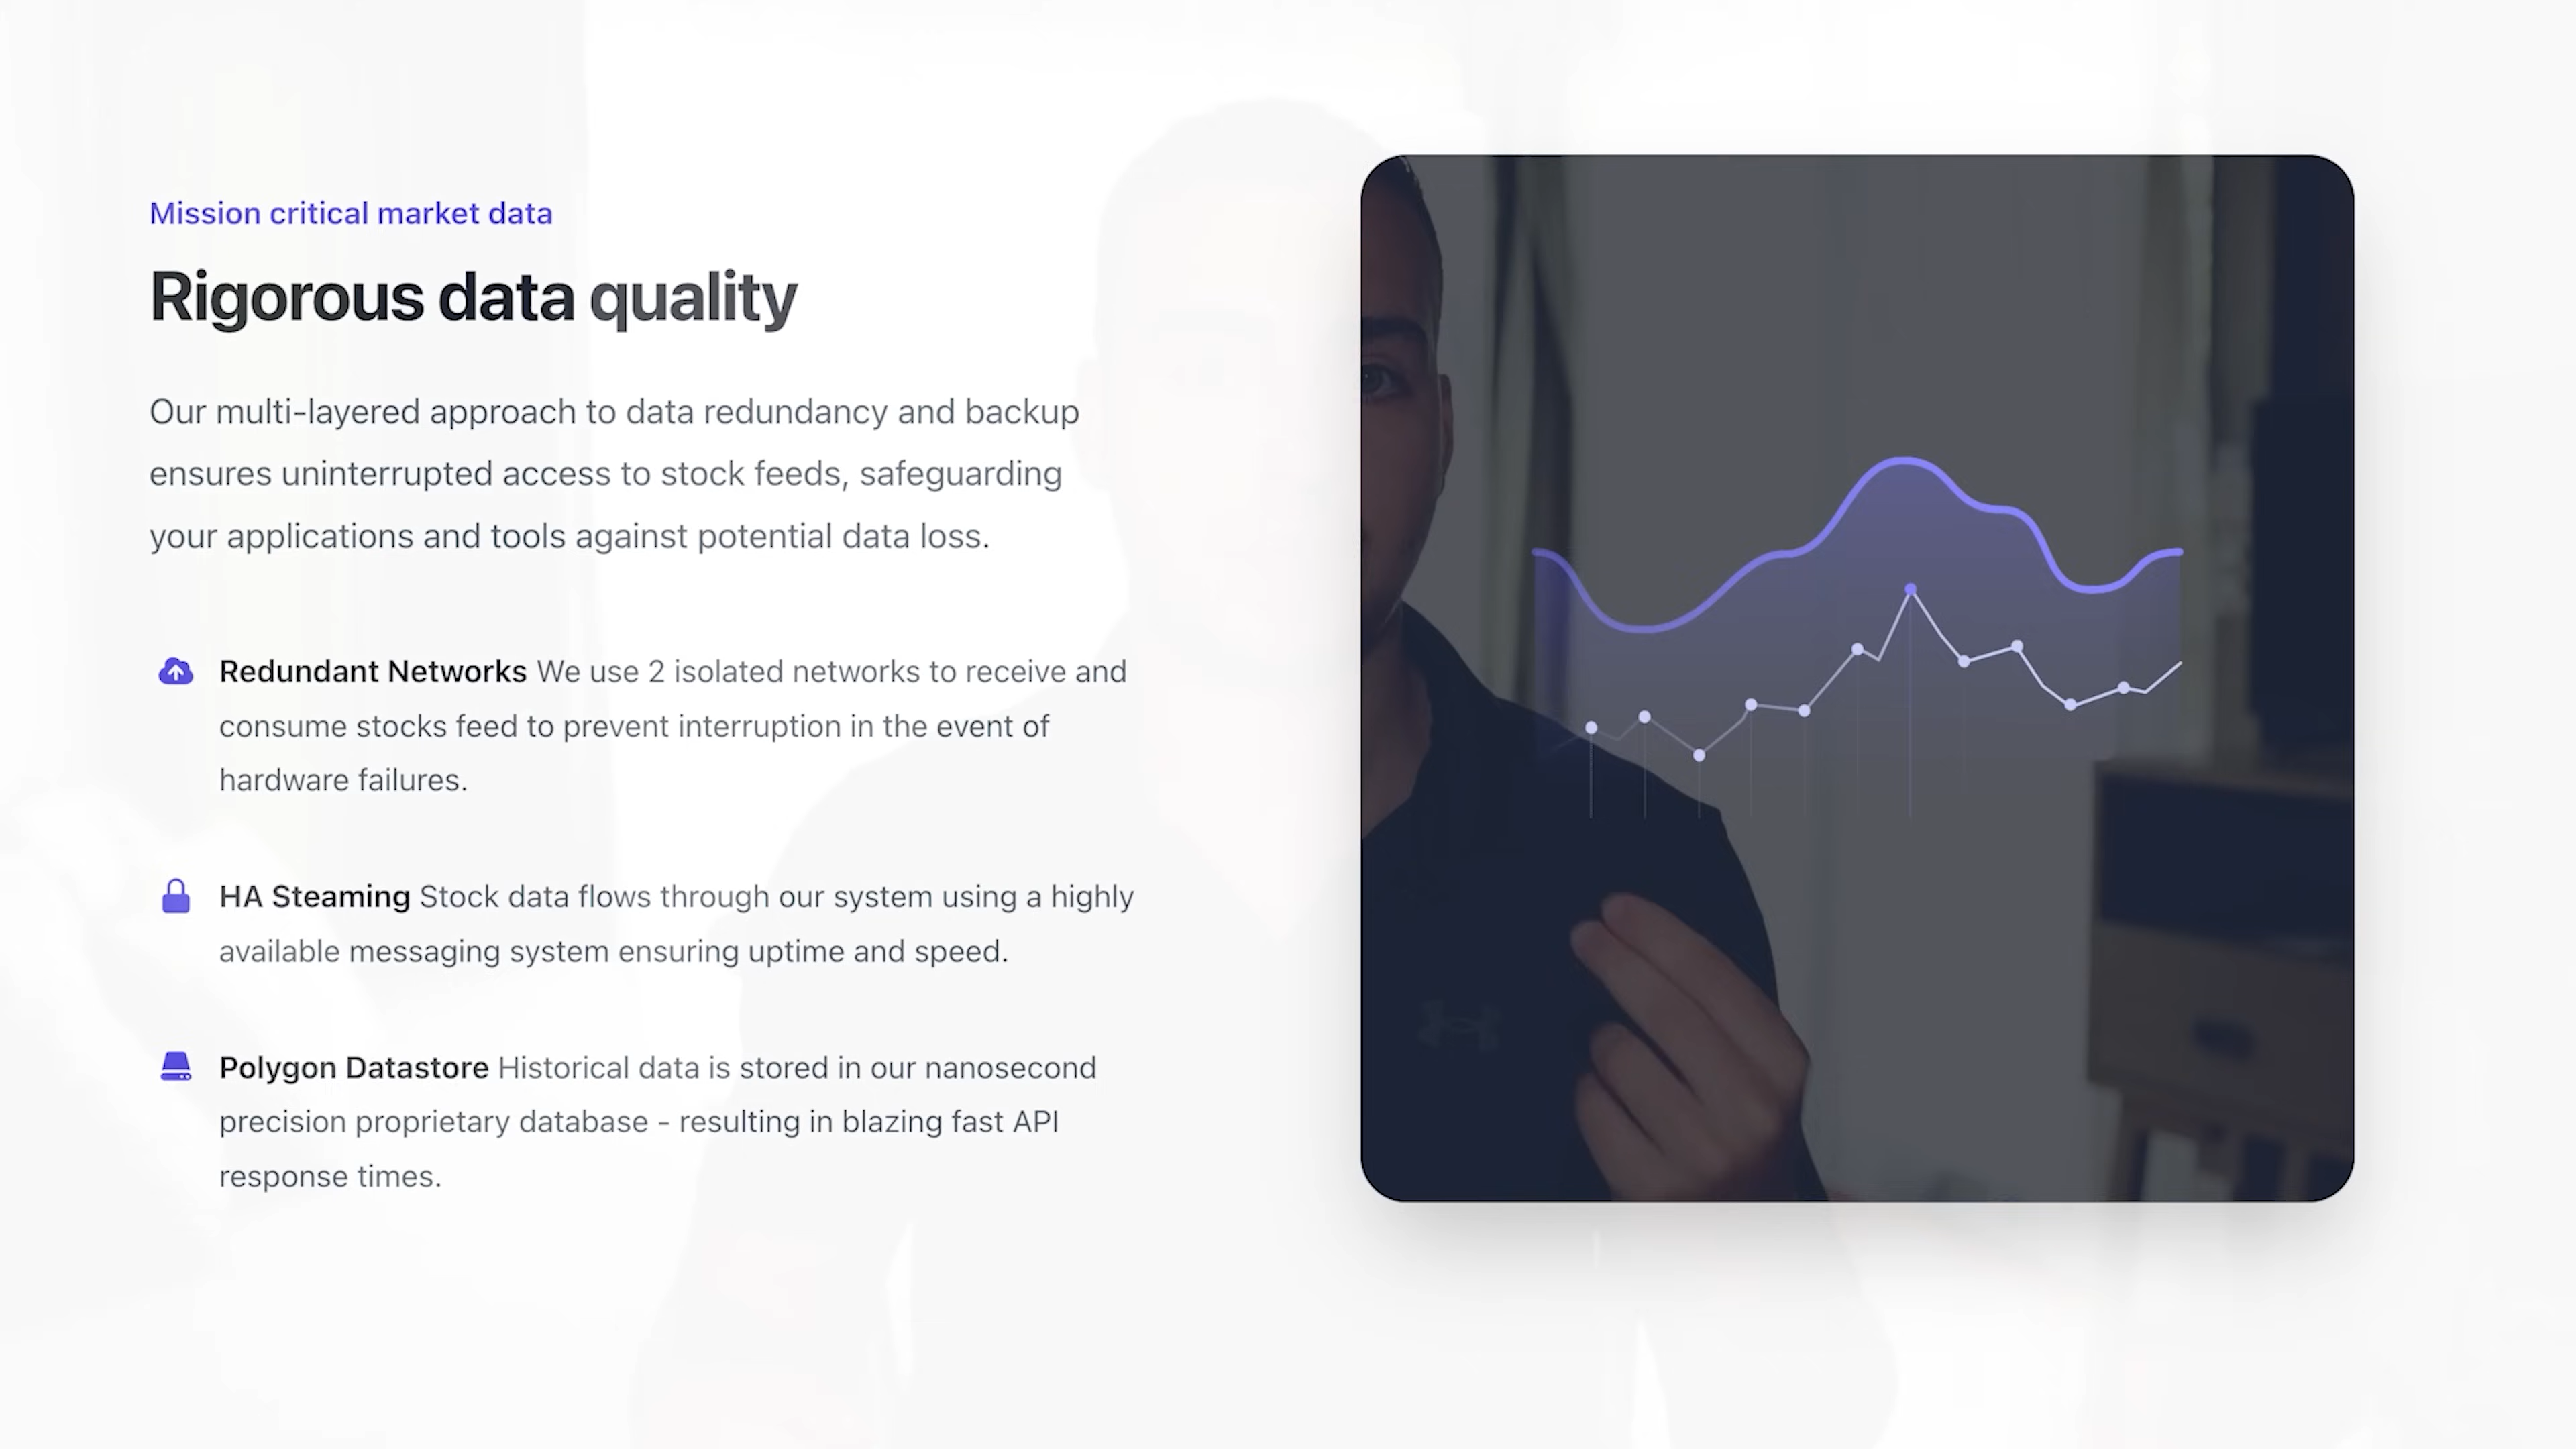 Mission critical market data
Rigorous data quality
Our multi-layered approach to data redundancy and backup
ensures uninterrupted access to stock feeds, safeguarding
your applications and tools against potential data loss.
Redundant Networks We use 2 isolated networks to receive and
consume stocks feed to prevent interruption in the event of
hardware failures.
HA Steaming Stock data flows through our system using a highly
available messaging system ensuring uptime and speed.
Polygon Datastore Historical data is stored in our nanosecond
precision proprietary database - resulting in blazing fast API
response times.